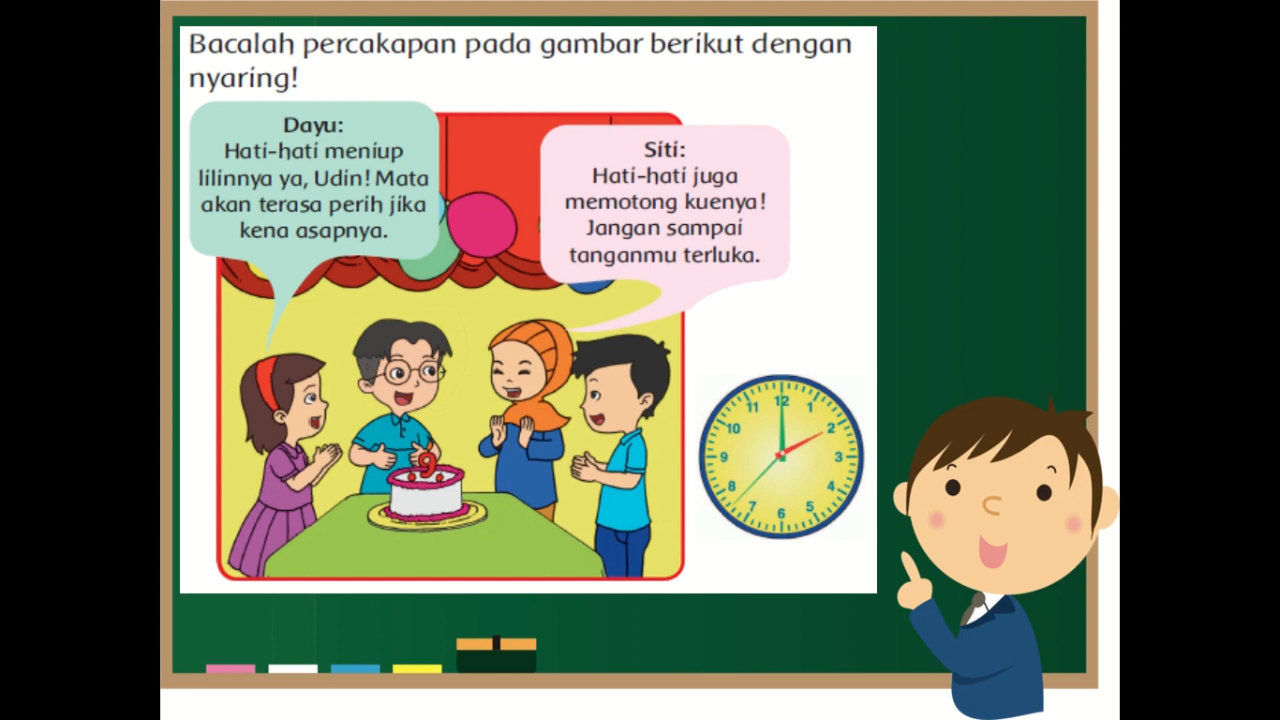 Bacalah percakapan pada gambar berikut dengan
nyaring!
Dayu:
Hati-hati meniup
lilinnya ya, Udin! Mata
akan terasa perih jika
kena asapnya.
Siti:
Hati-hati juga
memotong kuenya!
Jangan sampai
tanganmu terluka.
9
12
1
2
3
4
5
6
7
8
9
10
11